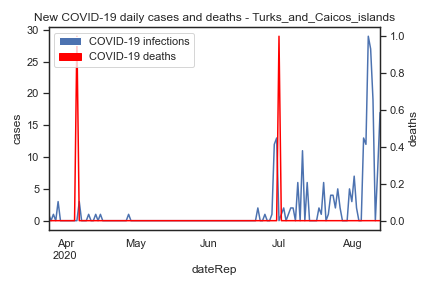 New COVID-19 daily cases and deaths - Turks_and_Caicos_islands
COVID-19 infections
COVID-19 deaths
cases
30
25
20
15
10
5
0
deaths
1.0
0.8
0.6
0.4
0.2
0.0
Apr
2020
May
Jun
Jul
Aug
dateRep